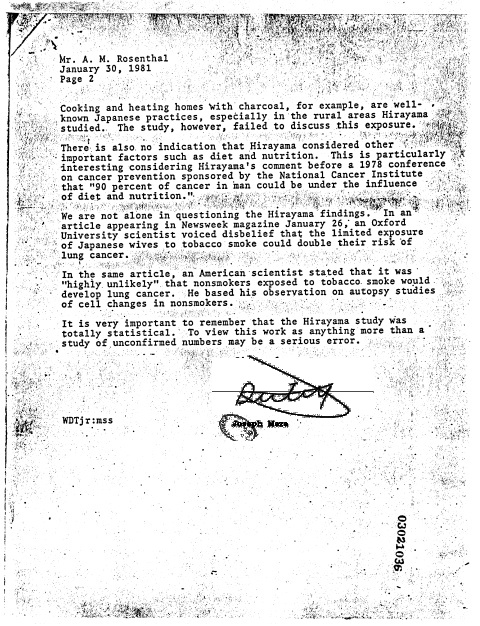 Mr. A. M. Rosenthal
January 30, 1981
Page 2
Cooking and heating homes with charcoal, for example, are well-
known Japanese practices, especially in the rural areas Hirayama
studied. The study, however, failed to discuss this exposure.
There is also no indication that Hirayama considered other
important factors such as diet and nutrition. This is particularly
interesting considering Hirayama's comment before a 1978 conference
on cancer prevention sponsored by the National Cancer Institute
that "90 percent of cancer in man could be under the influence
of diet and nutrition."
We are not alone in questioning the Hirayama findings. In an
article appearing in Newsweek magazine January 26, an Oxford
University scientist voiced disbelief that the limited exposure
of Japanese wives to tobacco smoke could double their risk of
lung cancer.
In the same article, an American scientist stated that it was
"highly unlikely" that nonsmokers exposed to tobacco smoke would
develop lung cancer. He based his observation on autopsy studies
of cell changes in nonsmokers.
It is very important to remember that the Hirayama study was
totally statistical. To view this work as anything more than a
study of unconfirmed numbers may be a serious error.
Joseph Mera
WDTjr:mss
03021036